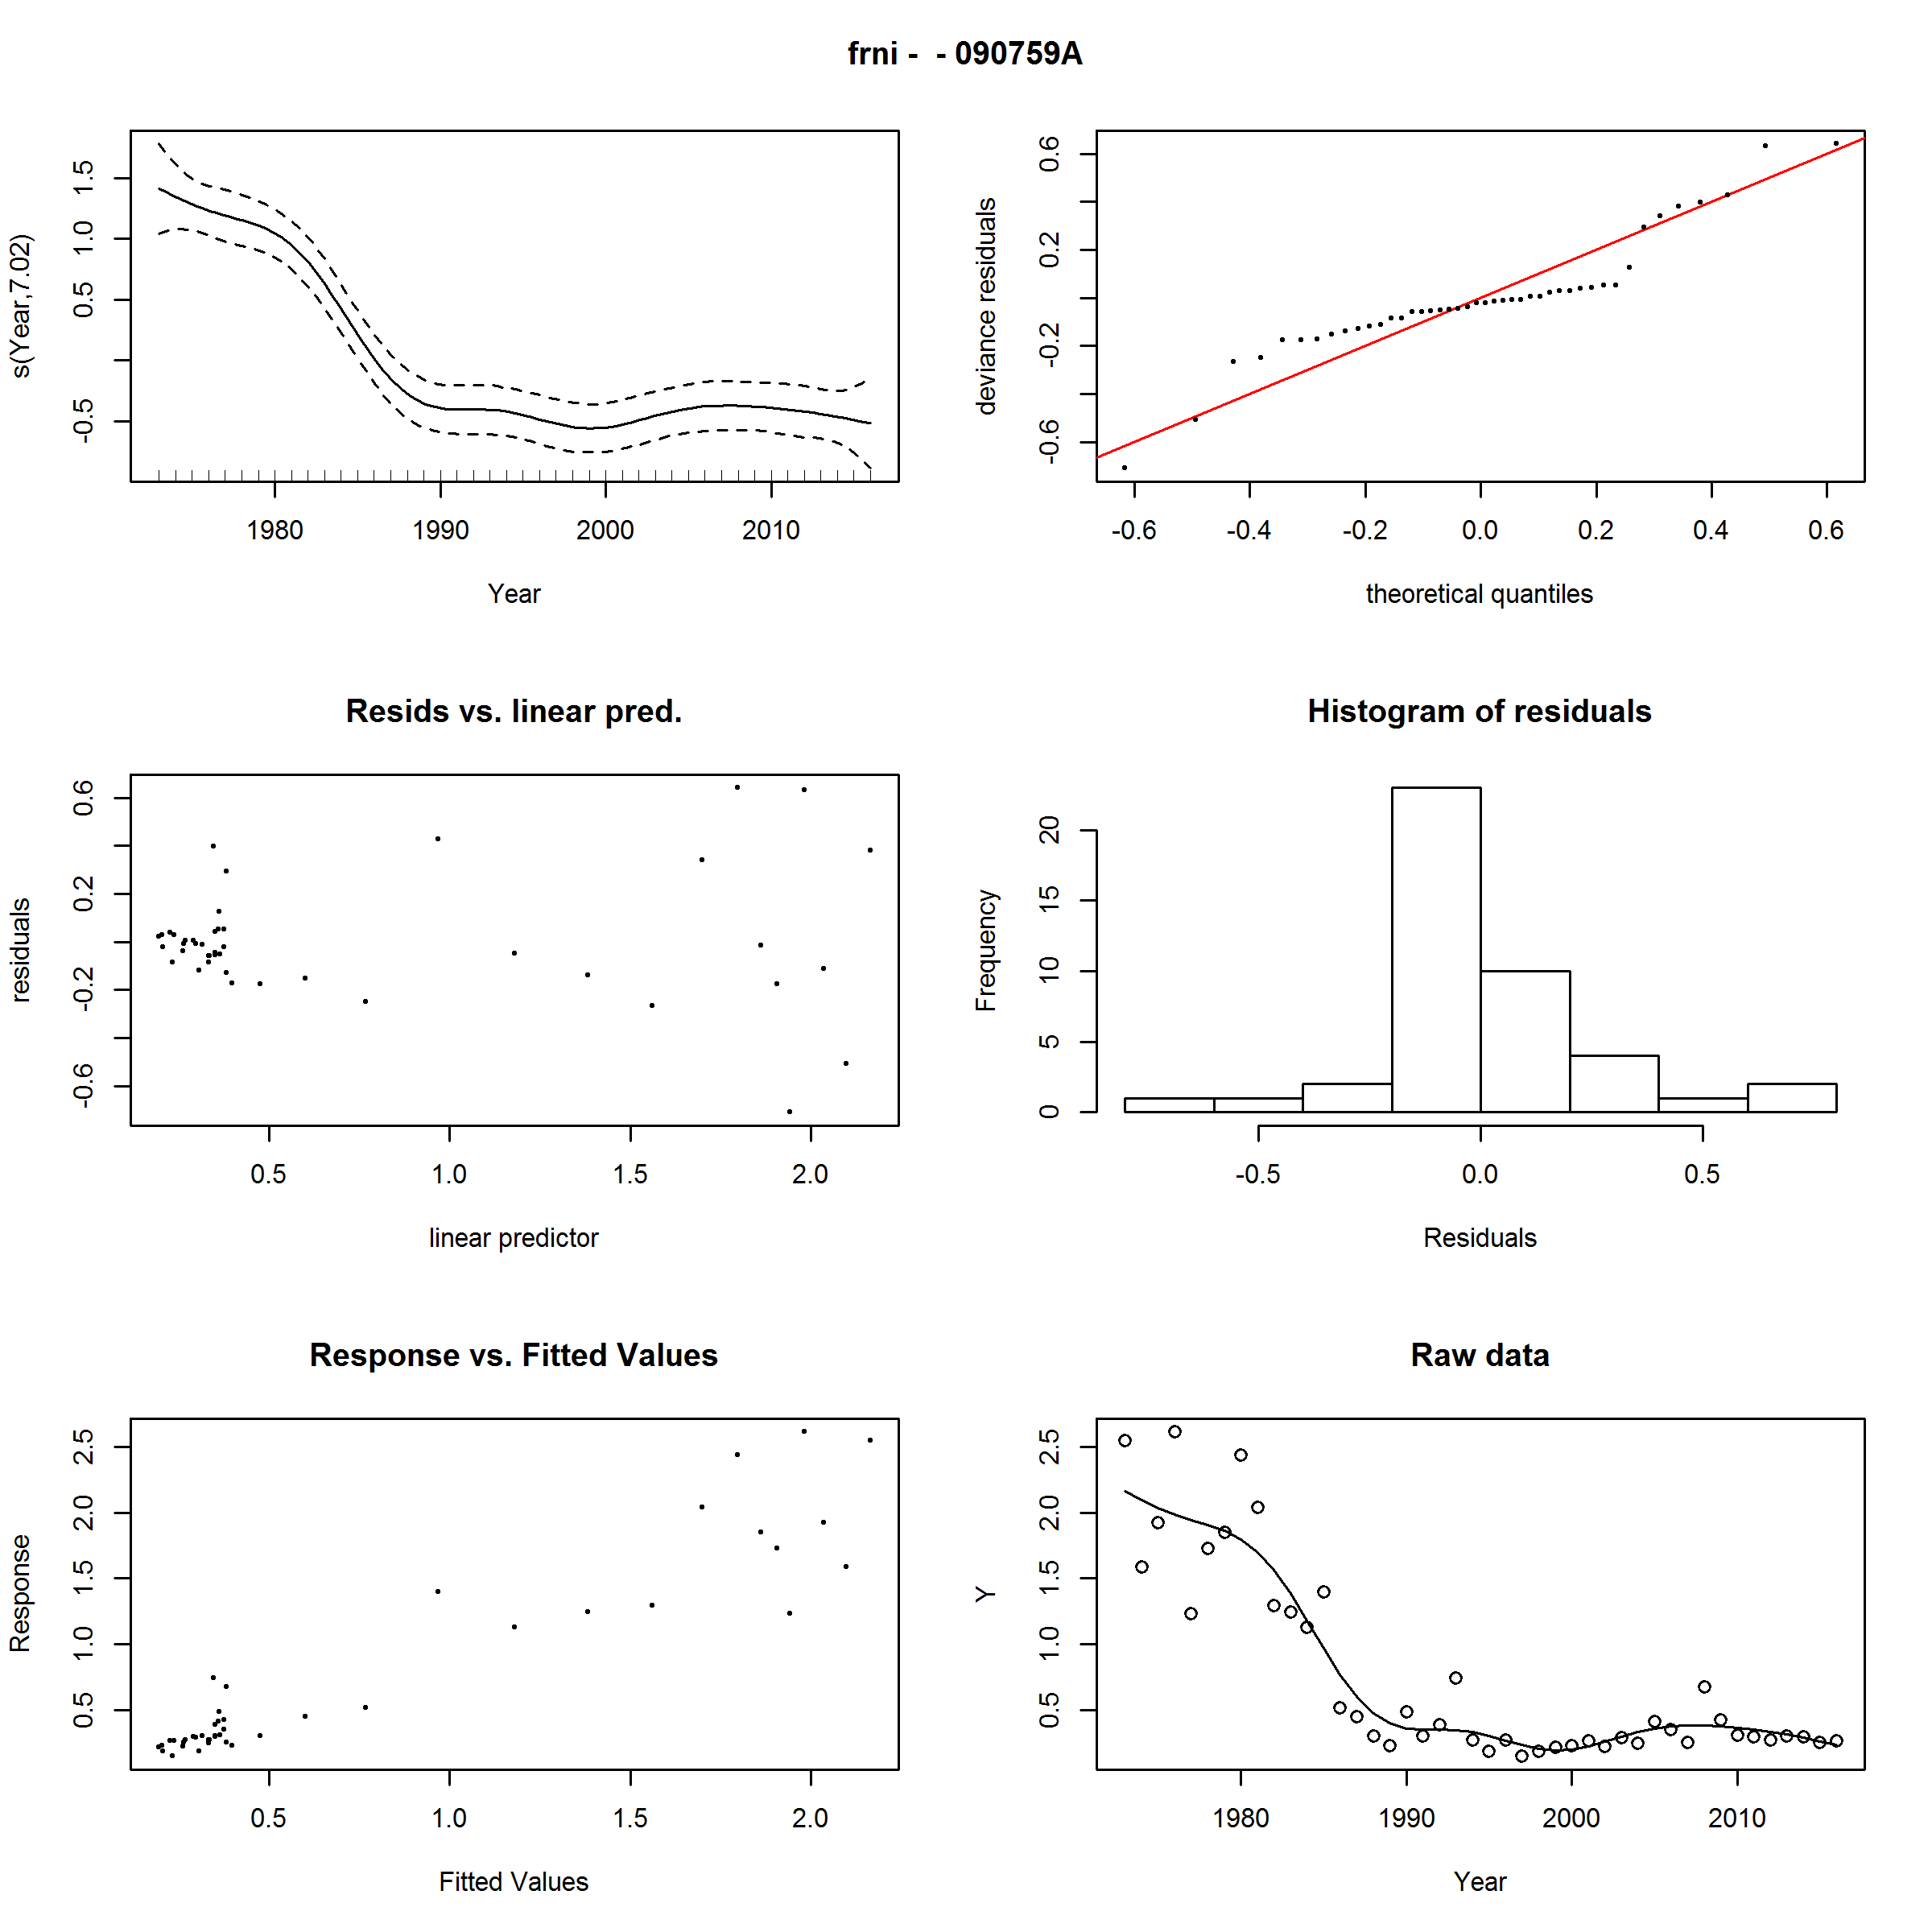 frni -  - 090759A
s(Year,7.02)
-0.5 0.5 1.0 1.5
1980 1990 2000 2010
Year
deviance residuals
-0.6 -0.2 0.2 0.6
-0.6 -0.4 -0.2 0.0 0.2 0.4 0.6
theoretical quantiles
Resids vs. linear pred.
residuals
-0.6 -0.2 0.2 0.6
0.5 1.0 1.5 2.0
linear predictor
Histogram of residuals
Frequency
0 5 10 15 20
-0.5 0.0 0.5
Residuals
Response vs. Fitted Values
Response
0.5 1.0 1.5 2.0 2.5
0.5 1.0 1.5 2.0
Fitted Values
Raw data
Y
0.5 1.0 1.5 2.0 2.5
1980 1990 2000 2010
Year